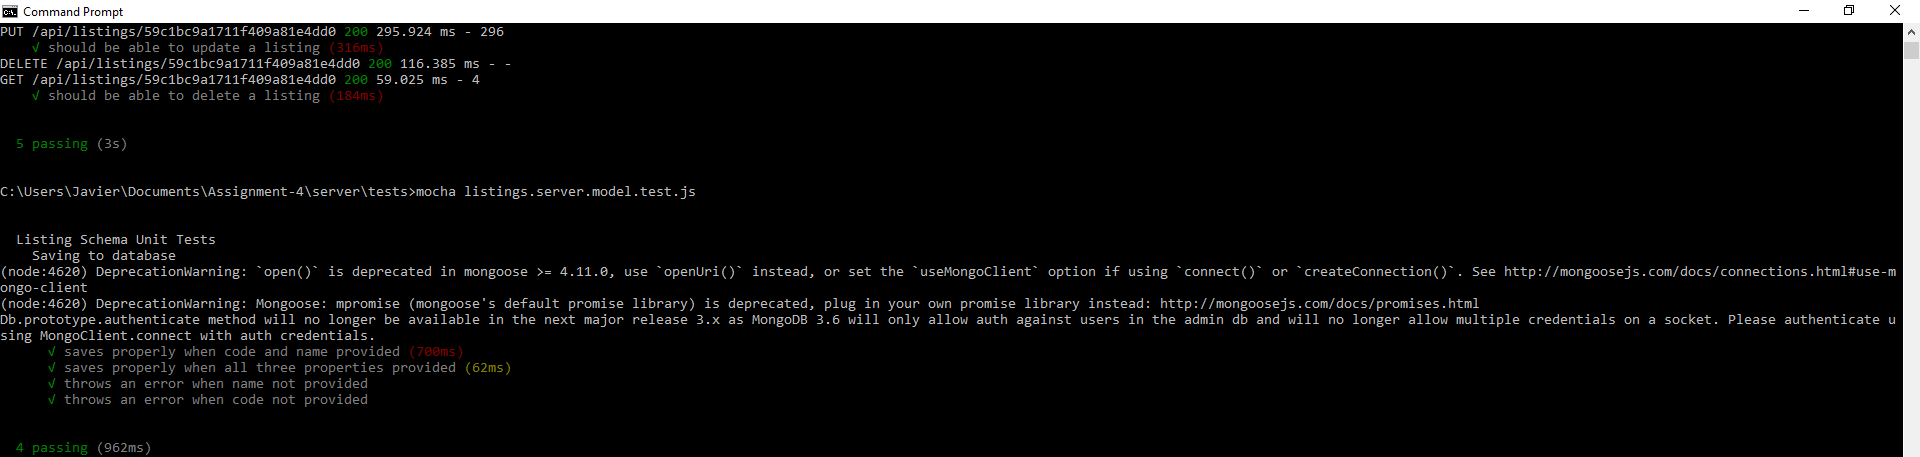 Command Prompt
PUT /api/listings/59c1bc9a1711f409a81e4dd0 200 295.924 ms - 296
√ should be able to update a listing (316ms)
DELETE /api/listings/59c1bc9a1711f409a81e4dd0 200 116.385 ms - -
GET /api/listings/59c1bc9a1711f409a81e4dd0 200 59.025 ms - 4
√ should be able to delete a listing (184ms)
5 passing (3s)
C:\Users\Javier\Documents\Assignment-4\server\tests>mocha listings.server.model.test.js
Listing Schema Unit Tests
Saving to database
(node:4620) DeprecationWarning: `open()` is deprecated in mongoose >= 4.11.0, use `openUri()` instead, or set the `useMongoClient` option if using `connect()` or `createConnection()`. See http://mongoosejs.com/docs/connections.html#use-m
ongo-client
(node:4620) DeprecationWarning: Mongoose: mpromise (mongoose's default promise library) is deprecated, plug in your own promise library instead: http://mongoosejs.com/docs/promises.html
Db.prototype.authenticate method will no longer be available in the next major release 3.x as MongoDB 3.6 will only allow auth against users in the admin db and will no longer allow multiple credentials on a socket. Please authenticate u
sing MongoClient.connect with auth credentials.
√ saves properly when code and name provided (700ms)
√ saves properly when all three properties provided (62ms)
√ throws an error when name not provided
√ throws an error when code not provided
4 passing (962ms)